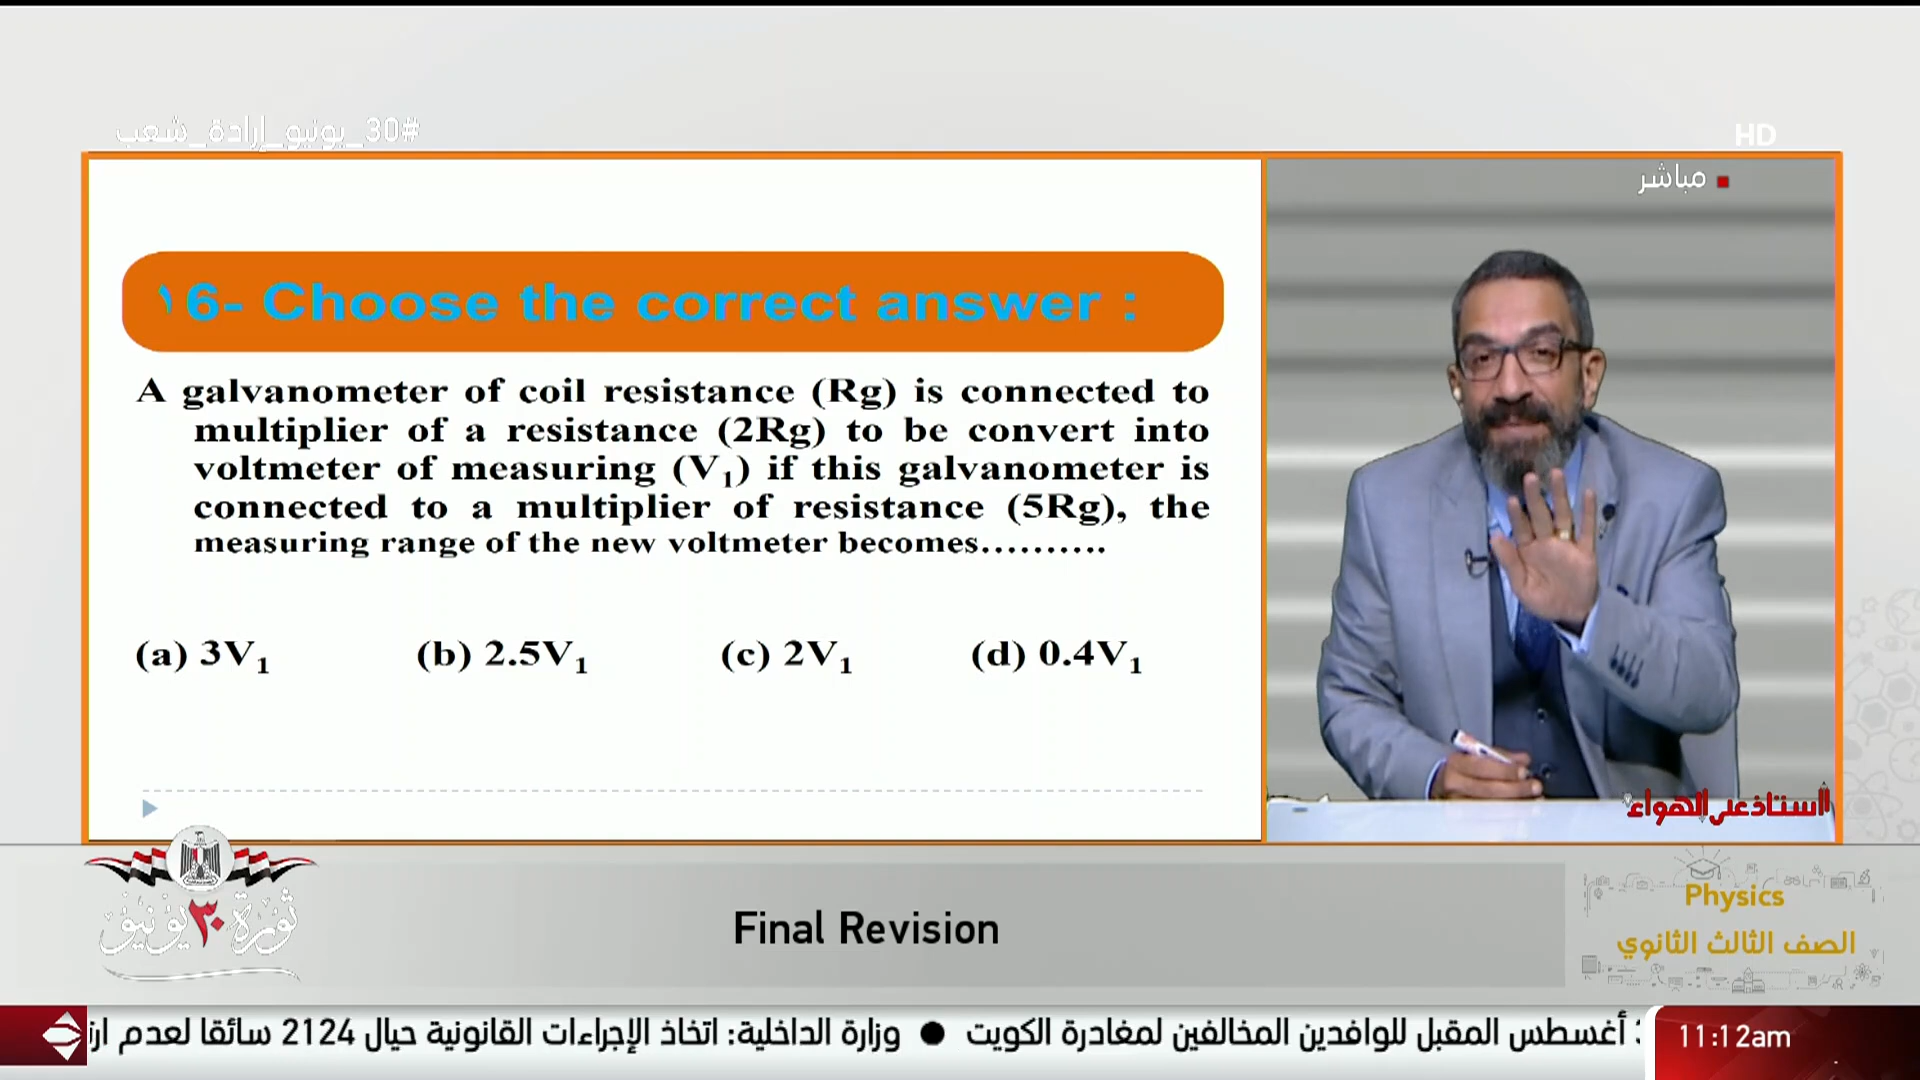 #30_يونيو_إرادة_شعب
HD
مباشر
١6- Choose the correct answer :
A galvanometer of coil resistance (Rg) is connected to
multiplier of a resistance (2Rg) to be convert into
voltmeter of measuring (V₁) if this galvanometer is
connected to a multiplier of resistance (5Rg), the
measuring range of the new voltmeter becomes..........
(a) 3V₁ (b) 2.5V₁ (c) 2V₁ (d) 0.4V₁
أستاذ على الهواء
ثورة ٣٠ يونيو
Final Revision
Physics
الصف الثالث الثانوي
أغسطس المقبل للوافدين المخالفين لمغادرة الكويت ● وزارة الداخلية: اتخاذ الإجراءات القانونية حيال 2124 سائقا لعدم
11:12am